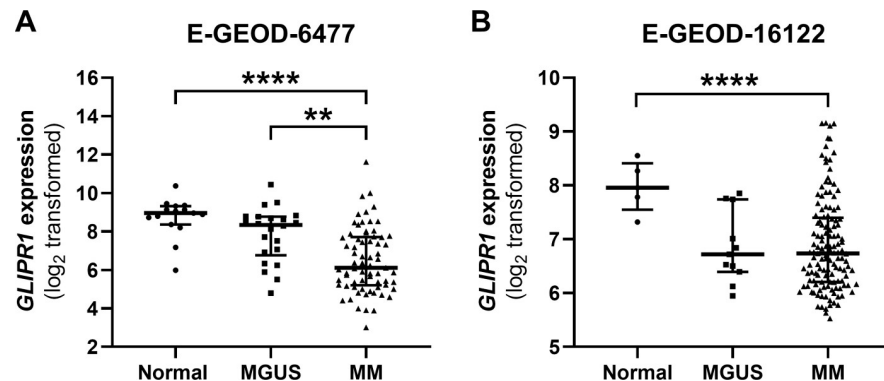 A
E-GEOD-6477
GLIPR1 expression
(log₂ transformed)
16
14
12
10
8
6
4
2
****
**
Normal
MGUS
MM
B
E-GEOD-16122
GLIPR1 expression
(log₂ transformed)
10
9
8
7
6
5
****
Normal
MGUS
MM